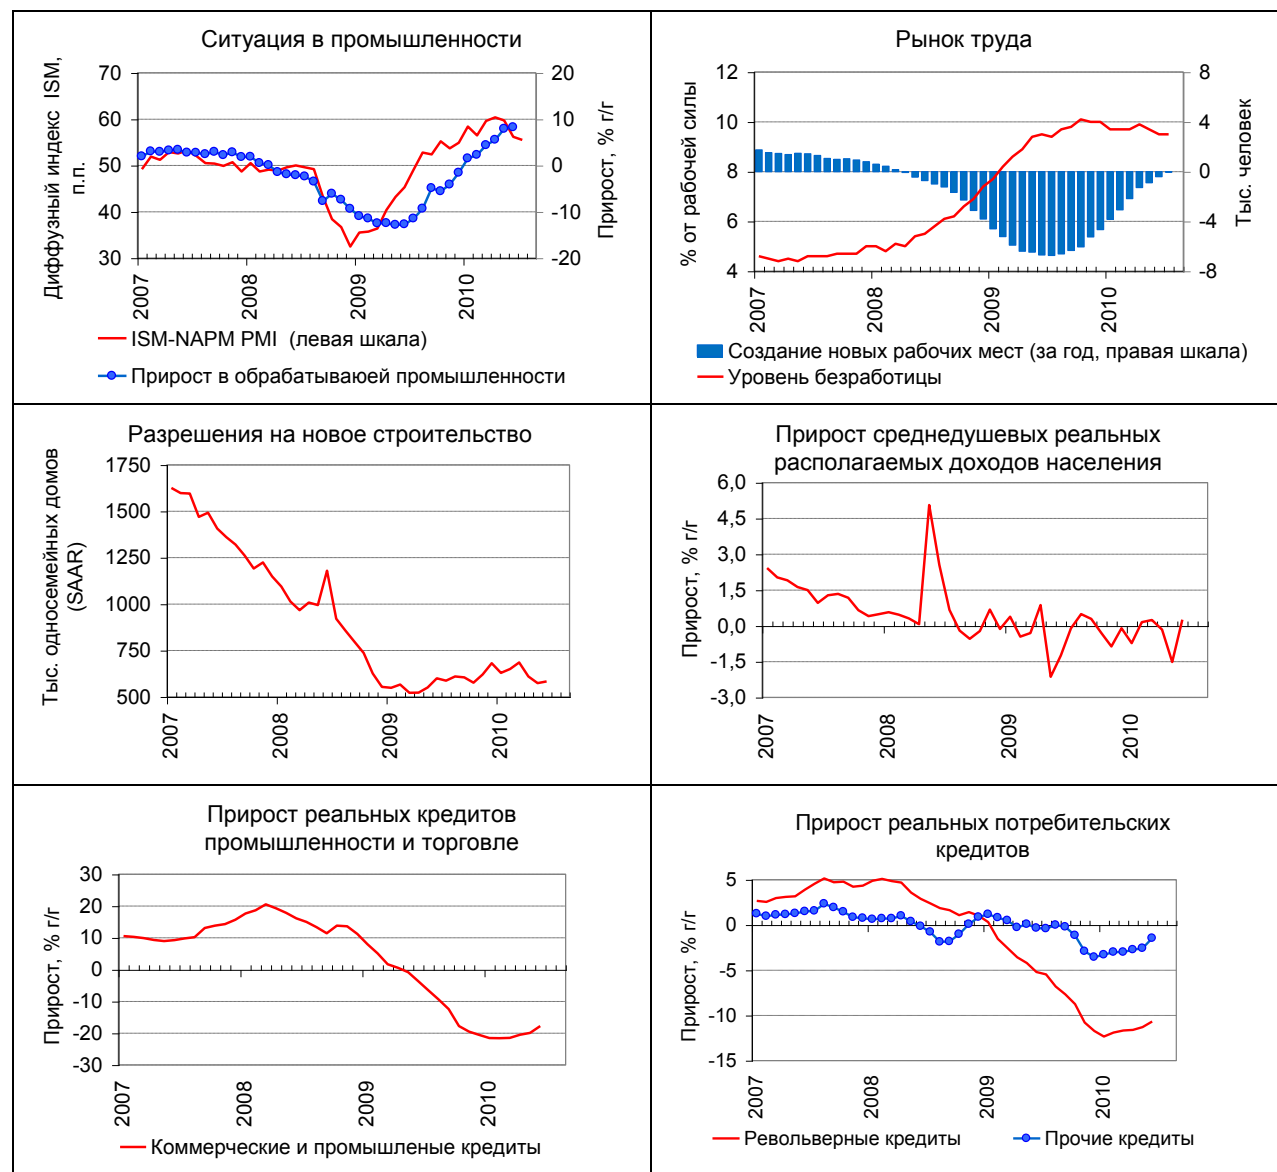 Ситуация в промышленности
Диффузный индекс ISM,
п.п.
70
60
50
40
30
20
10
0
-10
-20
Прирост, % г/г
2007
2008
2009
2010
ISM-NAPM PMI (левая шкала)
Прирост в обрабатываюей промышленности
Рынок труда
% от рабочей силы
12
10
8
6
4
8
4
0
-4
-8
Тыс. человек
2007
2008
2009
2010
Создание новых рабочих мест (за год, правая шкала)
Уровень безработицы
Разрешения на новое строительство
Тыс. односемейных домов
(SAAR)
1750
1500
1250
1000
750
500
2007
2008
2009
2010
Прирост среднедушевых реальных
располагаемых доходов населения
Прирост, % г/г
6,0
4,5
3,0
1,5
0,0
-1,5
-3,0
2007
2008
2009
2010
Прирост реальных кредитов
промышленности и торговле
Прирост, % г/г
30
20
10
0
-10
-20
-30
2007
2008
2009
2010
Коммерческие и промышленые кредиты
Прирост реальных потребительских
кредитов
Прирост, % г/г
5
0
-5
-10
-15
2007
2008
2009
2010
Револьверные кредиты
Прочие кредиты